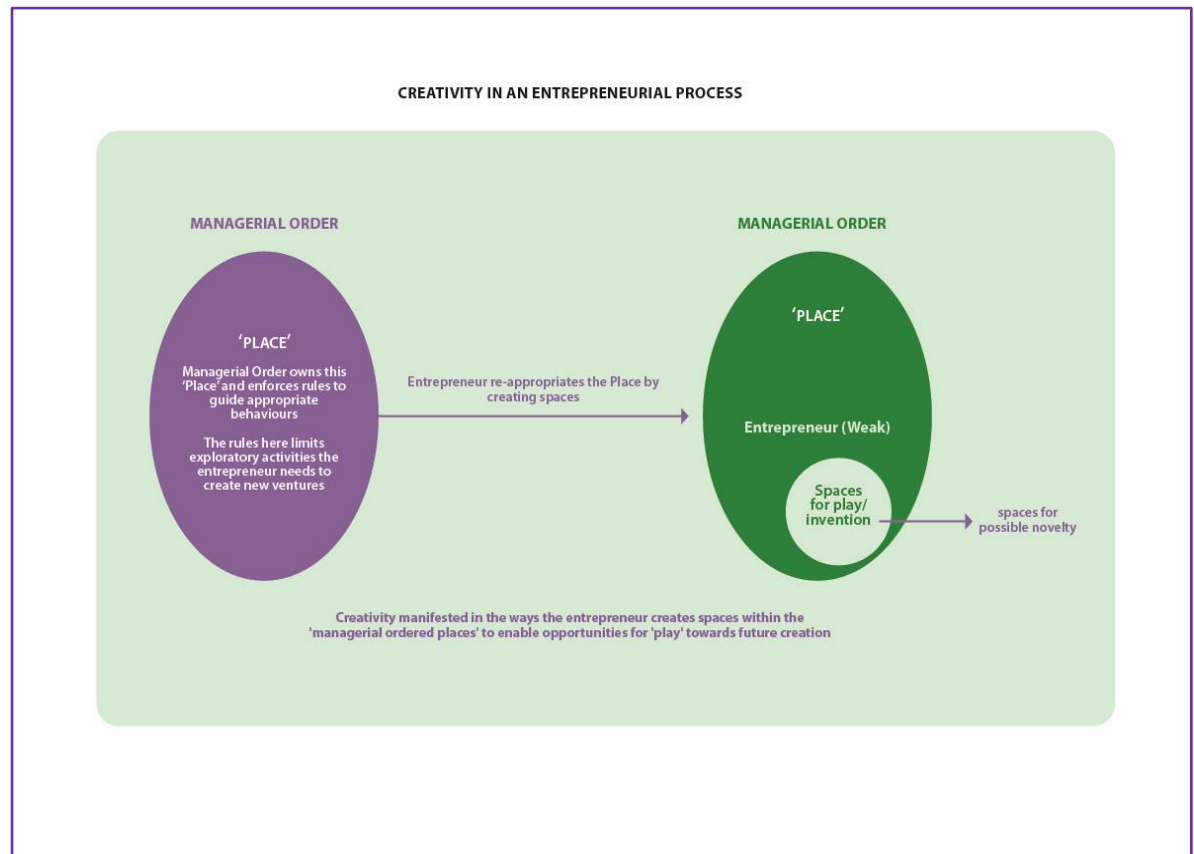 CREATIVITY IN AN ENTREPRENEURIAL PROCESS
MANAGERIAL ORDER
'PLACE'
Managerial Order owns this
'Place' and enforces rules to
guide appropriate
behaviours
The rules here limits
exploratory activities the
entrepreneur needs to
create new ventures
Entrepreneur re-appropriates the Place by
creating spaces
MANAGERIAL ORDER
'PLACE'
Entrepreneur (Weak)
Spaces
for play/
invention
spaces for
possible novelty
Creativity manifested in the ways the entrepreneur creates spaces within the
'managerial ordered places' to enable opportunities for 'play' towards future creation